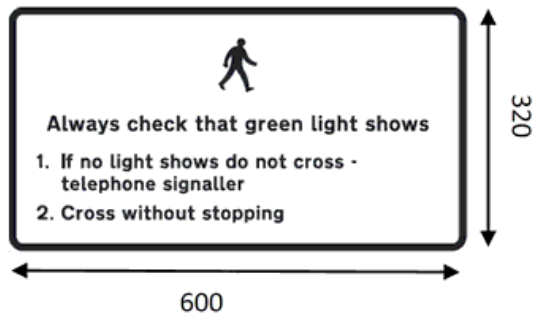 Always check that green light shows
1. If no light shows do not cross -
telephone signaller
2. Cross without stopping
320
600